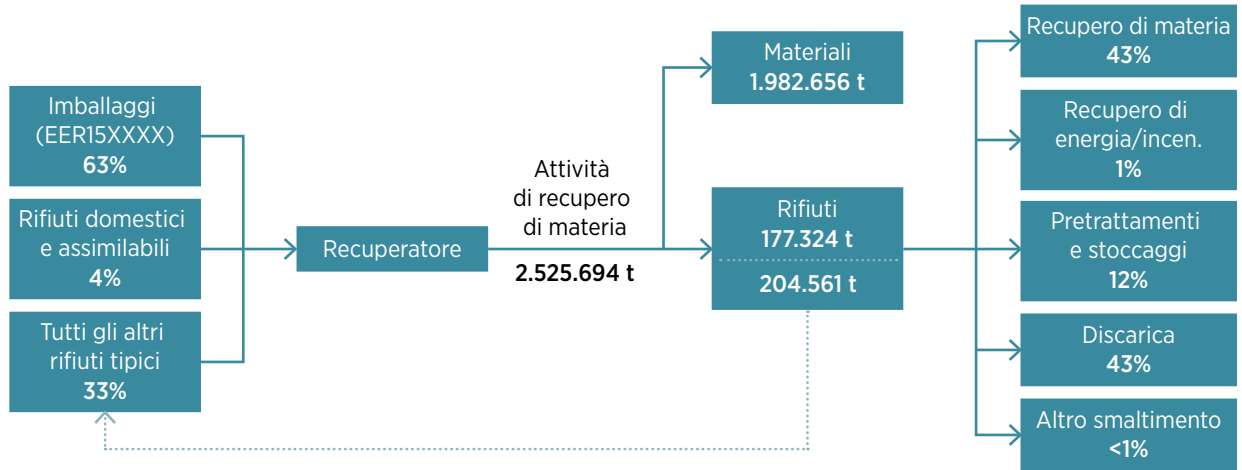 Imballaggi
(EER15XXXX)
63%
Rifiuti domestici
e assimilabili
4%
Tutti gli altri
rifiuti tipici
33%
Recuperatore
Attività
di recupero
di materia
2.525.694 t
Materiali
1.982.656 t
Rifiuti
177.324 t
204.561 t
Recupero di materia
43%
Recupero di
energia/incen.
1%
Pretrattamenti
e stoccaggi
12%
Discarica
43%
Altro smaltimento
<1%